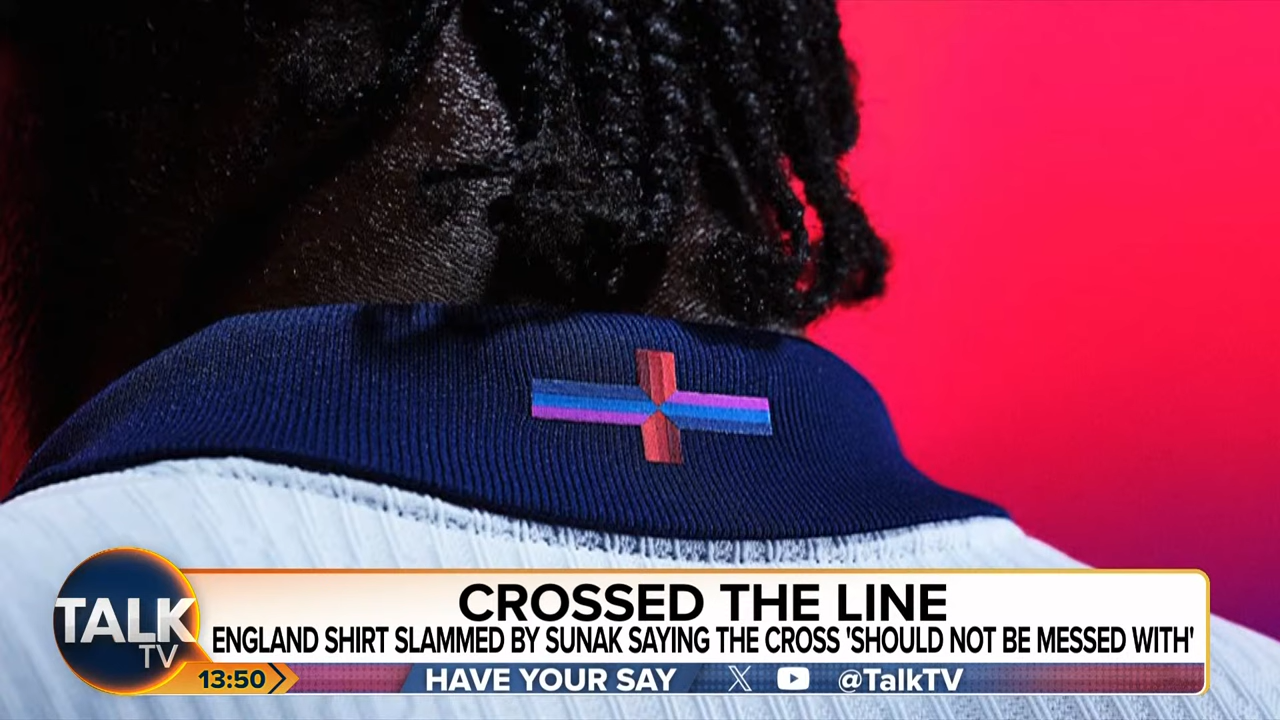 CROSSED THE LINE
ENGLAND SHIRT SLAMMED BY SUNAK SAYING THE CROSS 'SHOULD NOT BE MESSED WITH'
TALK
TV
13:50
HAVE YOUR SAY X @TalkTV